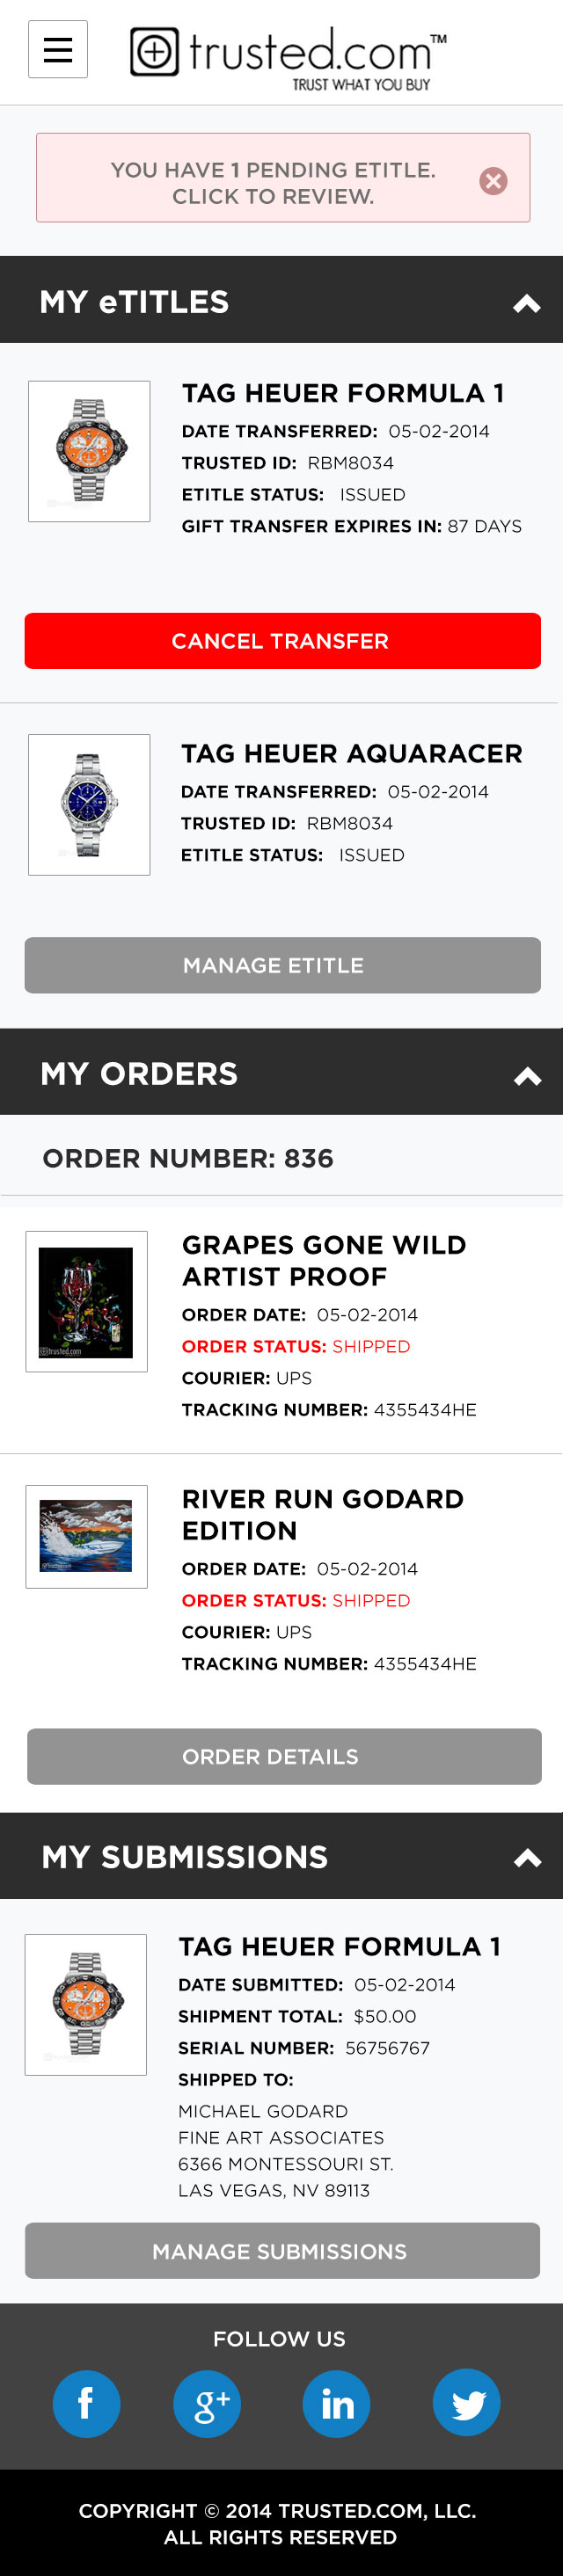 trusted.com™
TRUST WHAT YOU BUY
YOU HAVE 1 PENDING ETITLE.
CLICK TO REVIEW.
MY eTITLES
TAG HEUER FORMULA 1
DATE TRANSFERRED: 05-02-2014
TRUSTED ID: RBM8034
ETITLE STATUS: ISSUED
GIFT TRANSFER EXPIRES IN: 87 DAYS
CANCEL TRANSFER
TAG HEUER AQUARACER
DATE TRANSFERRED: 05-02-2014
TRUSTED ID: RBM8034
ETITLE STATUS: ISSUED
MANAGE ETITLE
MY ORDERS
ORDER NUMBER: 836
GRAPES GONE WILD
ARTIST PROOF
ORDER DATE: 05-02-2014
ORDER STATUS: SHIPPED
COURIER: UPS
TRACKING NUMBER: 4355434HE
trusted.com
RIVER RUN GODARD
EDITION
ORDER DATE: 05-02-2014
ORDER STATUS: SHIPPED
COURIER: UPS
TRACKING NUMBER: 4355434HE
trusted.com
ORDER DETAILS
MY SUBMISSIONS
TAG HEUER FORMULA 1
DATE SUBMITTED: 05-02-2014
SHIPMENT TOTAL: $50.00
SERIAL NUMBER: 56756767
SHIPPED TO:
MICHAEL GODARD
FINE ART ASSOCIATES
6366 MONTESSOURI ST.
LAS VEGAS, NV 89113
MANAGE SUBMISSIONS
FOLLOW US
f
g+
in
COPYRIGHT © 2014 TRUSTED.COM, LLC.
ALL RIGHTS RESERVED